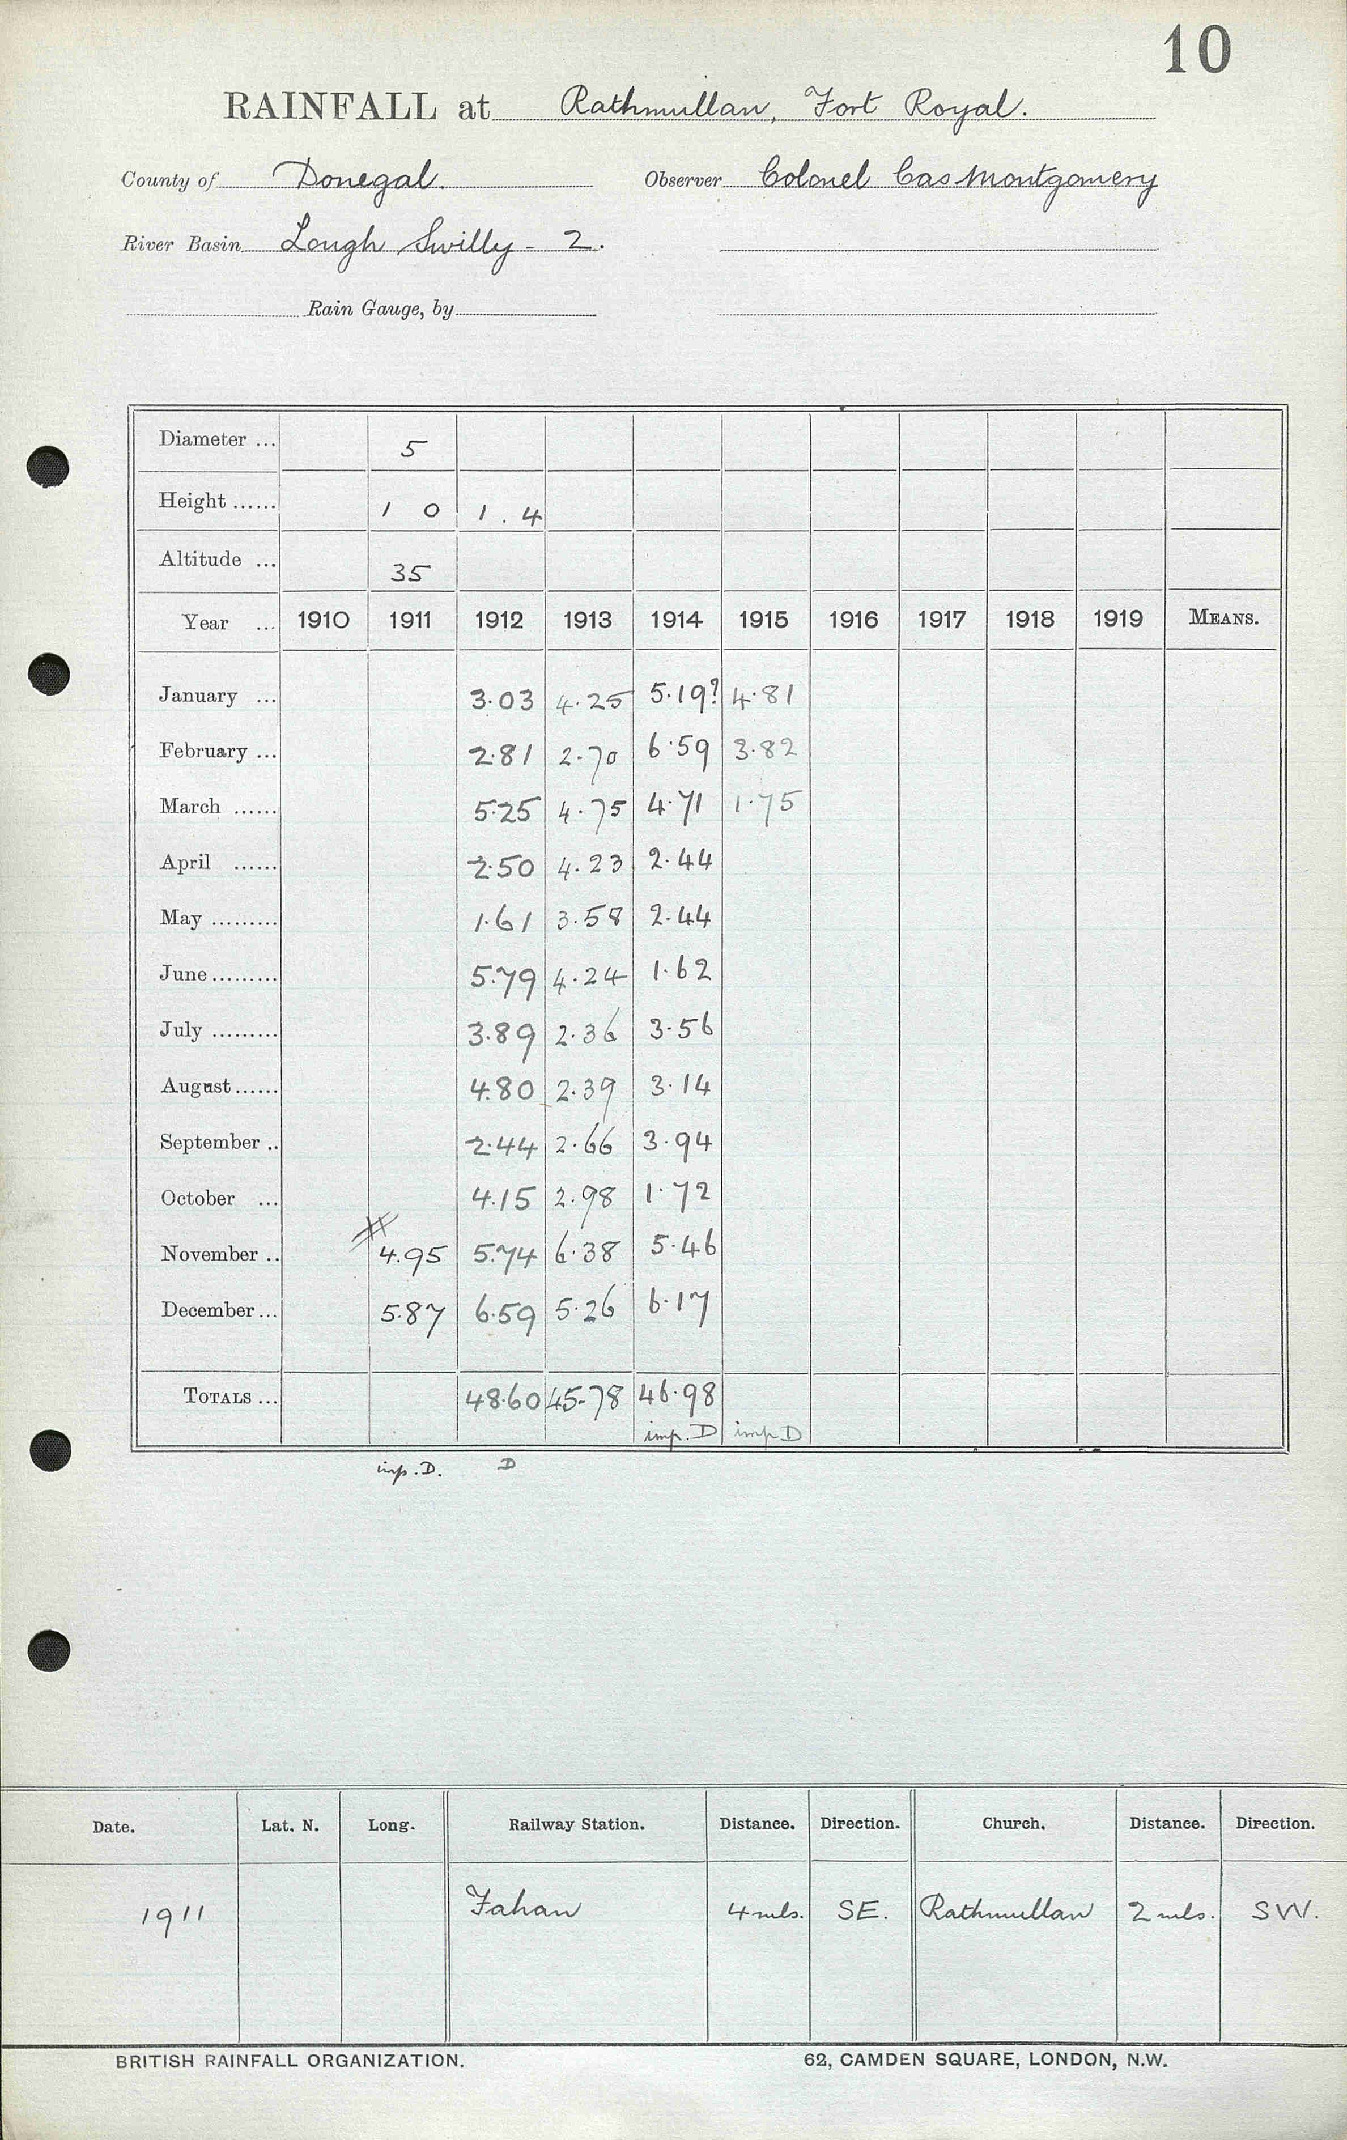 10
RAINFALL at Rathmullan, Fort Royal.
County of Donegal. Observer Colonel Cas Montgomery
River Basin Lough Swilly - 2.
Rain Gauge, by
Diameter ... 5
Height ...... 1 0 1.4
Altitude ... 35
Year ... 1910 1911 1912 1913 1914 1915 1916 1917 1918 1919 MEANS.
January ... 3.03 4.25 5.19? 4.81
February ... 2.81 2.70 6.59 3.82
March ...... 5.25 4.75 4.71 1.75
April ...... 2.50 4.23 2.44
May ......... 1.61 3.58 2.44
June ......... 5.79 4.24 1.62
July ......... 3.89 2.36 3.56
August ...... 4.80 2.39 3.14
September .. 2.44 2.66 3.94
October ... 4.15 2.98 1.72
November .. 4.95 5.74 6.38 5.46
December ... 5.87 6.59 5.26 6.17
TOTALS ... 48.60 45.78 46.98
imp. D imp D
imp. D. D
Date. Lat. N. Long. Railway Station. Distance. Direction. Church. Distance. Direction.
1911 Fahan 4 mls. SE. Rathmullan 2 mls. SW.
BRITISH RAINFALL ORGANIZATION. 62, CAMDEN SQUARE, LONDON, N.W.